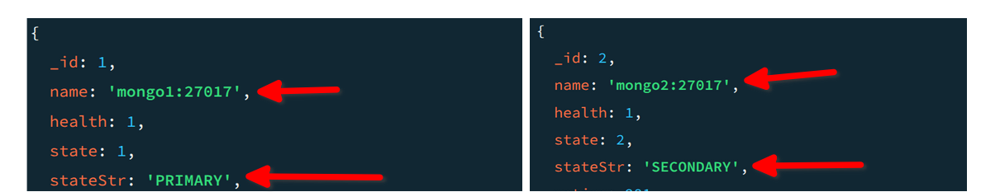 {
_id: 1,
name: 'mongo1:27017',
health: 1,
state: 1,
stateStr: 'PRIMARY',
{
_id: 2,
name: 'mongo2:27017',
health: 1,
state: 2,
stateStr: 'SECONDARY',